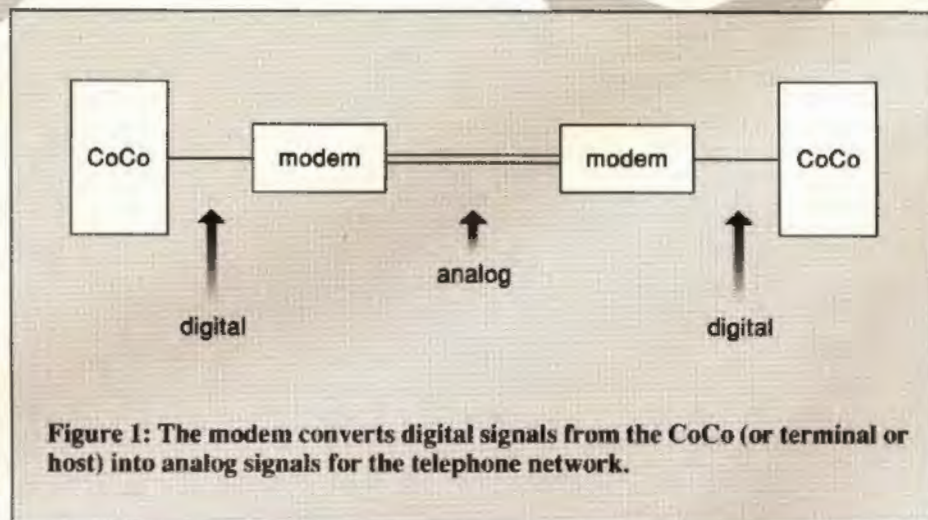 CoCo
modem
modem
CoCo
analog
digital
digital
Figure 1: The modem converts digital signals from the CoCo (or terminal or
host) into analog signals for the telephone network.